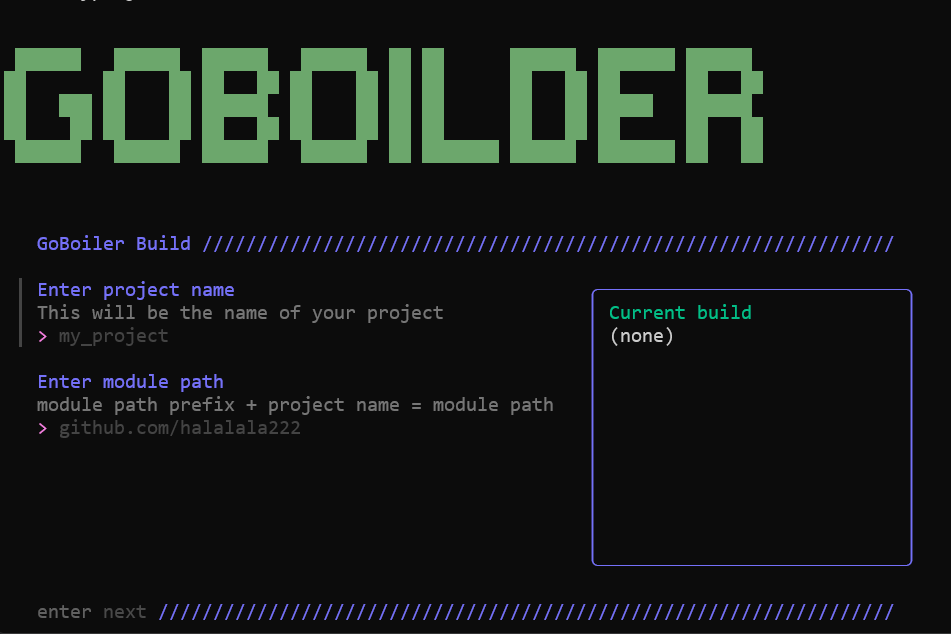 GOBOILDER
GoBoiler Build ///////////////////////////////////////////////////////////////
Enter project name
This will be the name of your project
> my_project
Enter module path
module path prefix + project name = module path
> github.com/halalala222
Current build
(none)
enter next ///////////////////////////////////////////////////////////////////